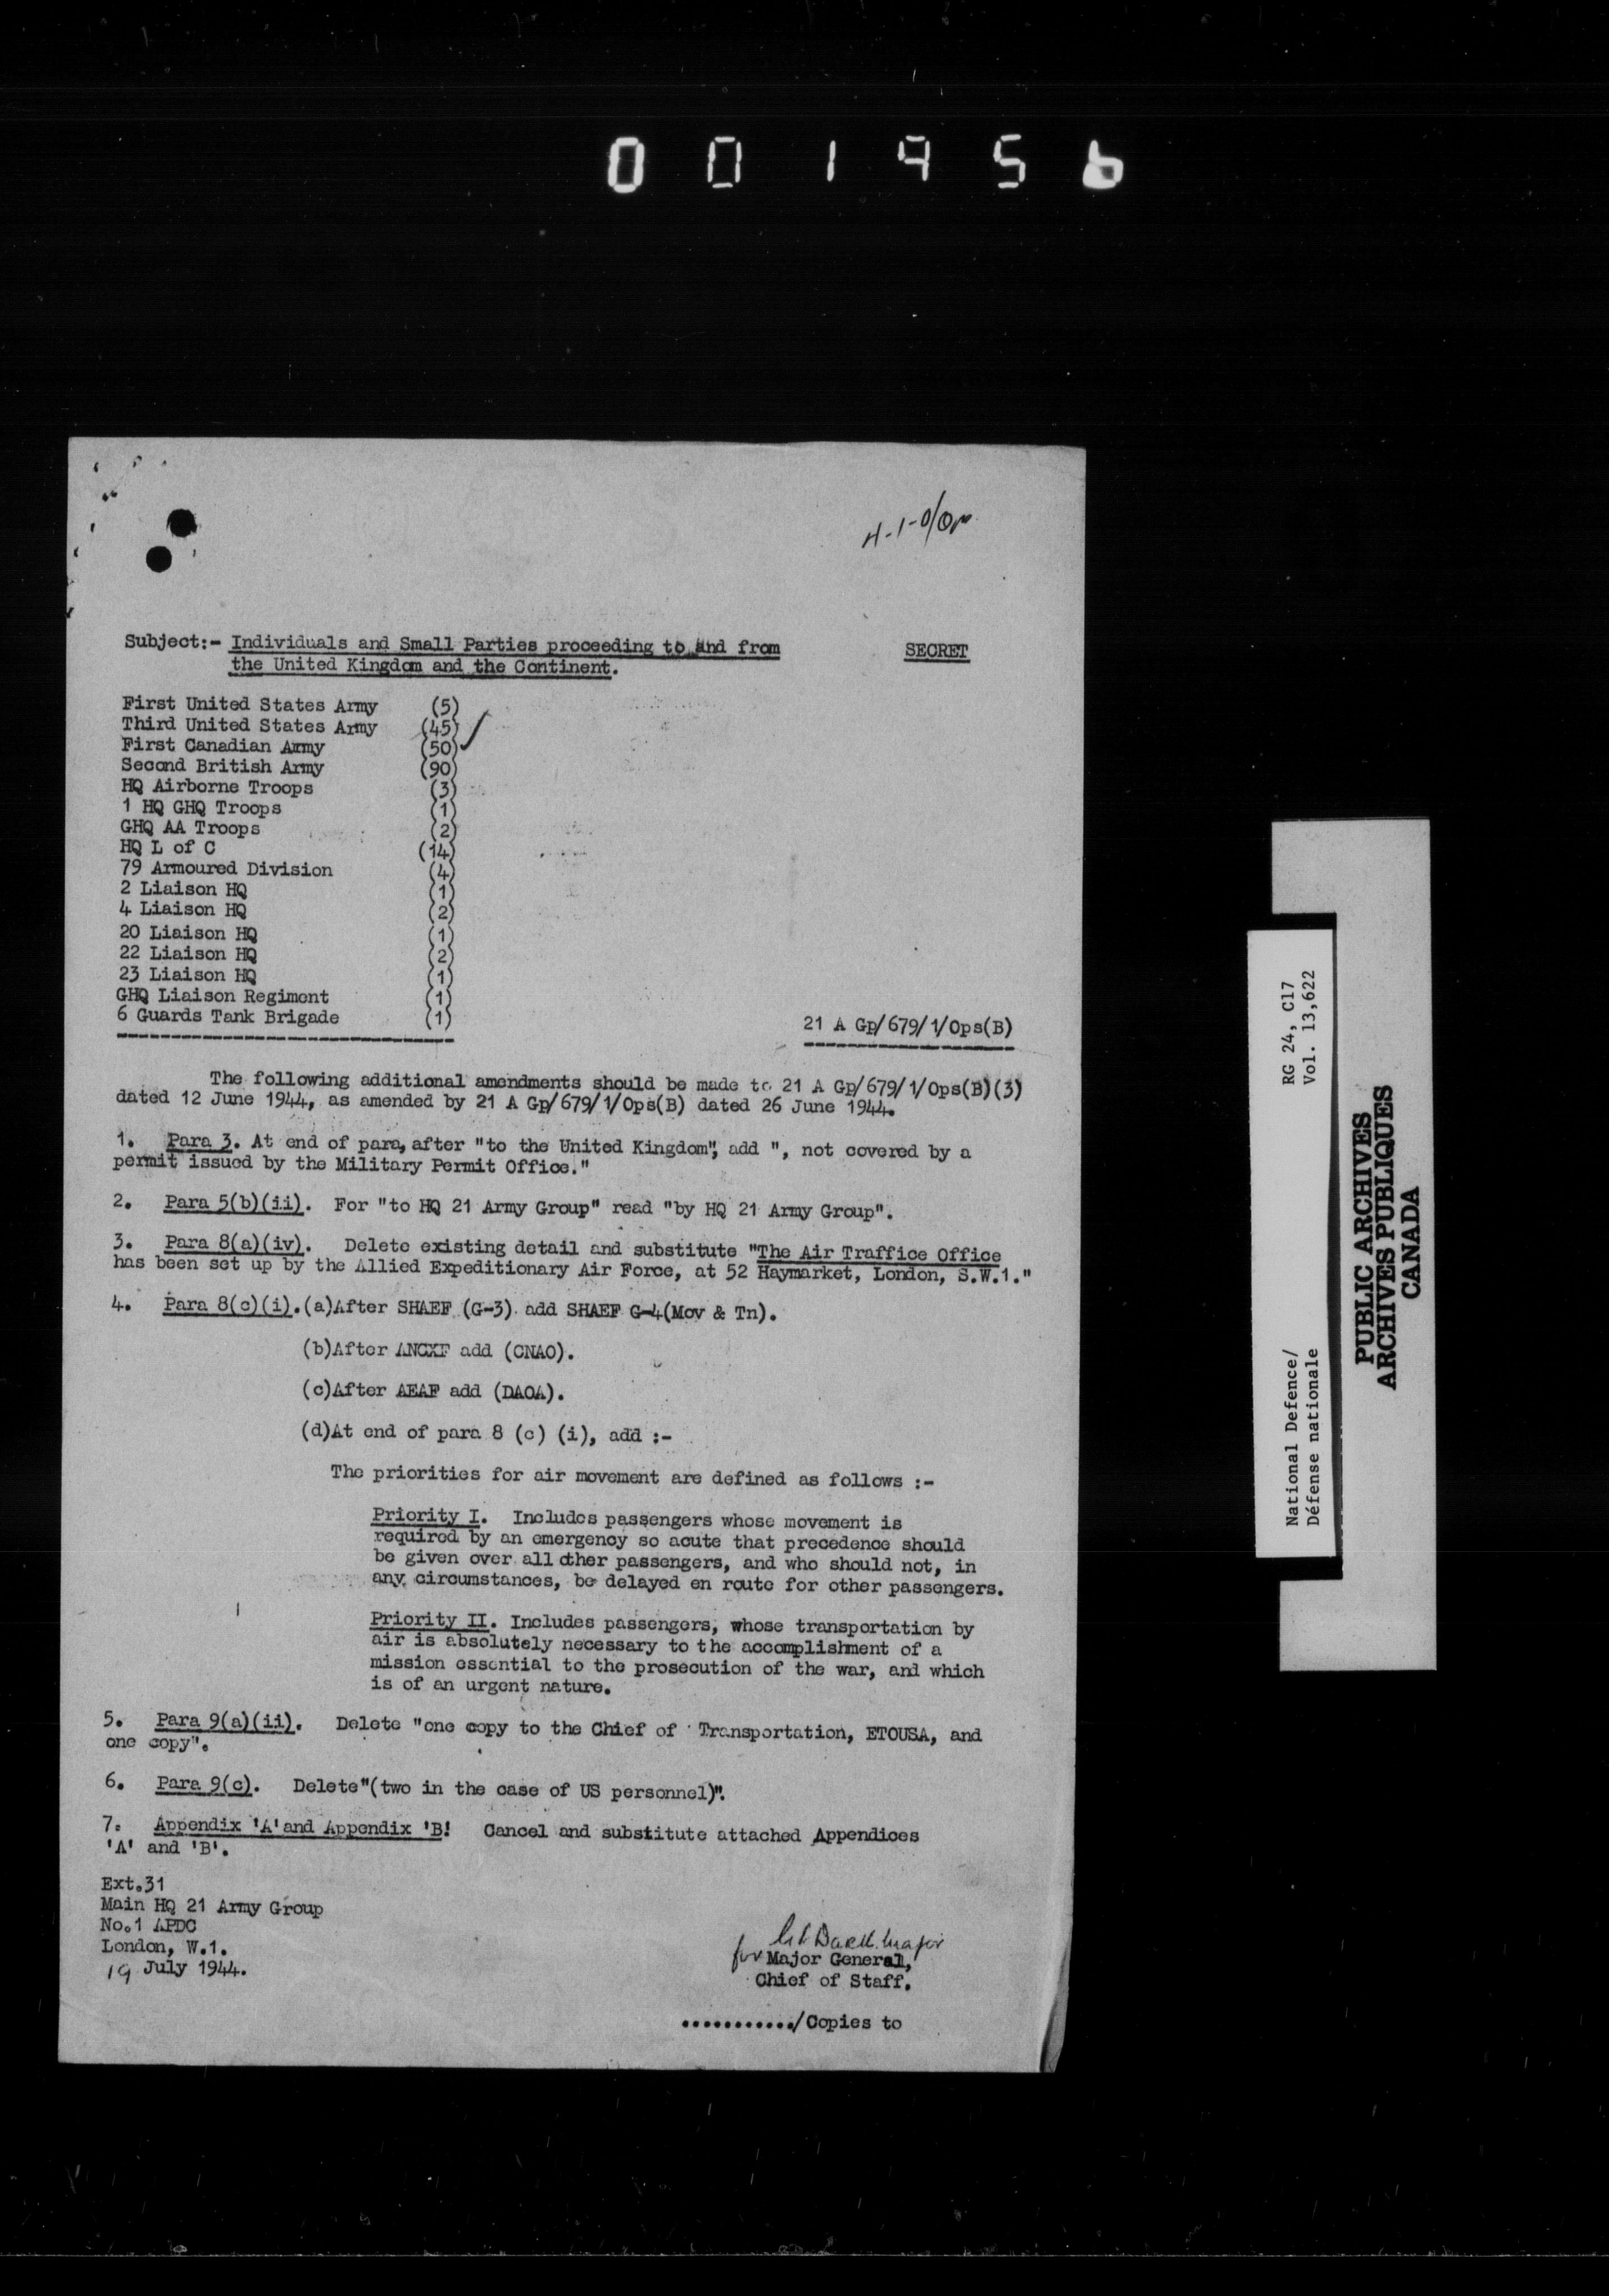 001956
4-1-0/Op
Subject:- Individuals and Small Parties proceeding to and from
the United Kingdom and the Continent.
SECRET
First United States Army (5)
Third United States Army (45)
First Canadian Army (50)
Second British Army (90)
HQ Airborne Troops (3)
1 HQ GHQ Troops (1)
GHQ AA Troops (2)
HQ L of C (14)
79 Armoured Division (4)
2 Liaison HQ (1)
4 Liaison HQ (2)
20 Liaison HQ (1)
22 Liaison HQ (2)
23 Liaison HQ (1)
GHQ Liaison Regiment (1)
6 Guards Tank Brigade (1)
21 A Gp/679/1/Ops(B)
The following additional amendments should be made to 21 A Gp/679/1/Ops(B)(3)
dated 12 June 1944, as amended by 21 A Gp/679/1/Ops(B) dated 26 June 1944.
1. Para 3. At end of para, after "to the United Kingdom", add ", not covered by a
permit issued by the Military Permit Office."
2. Para 5(b)(ii). For "to HQ 21 Army Group" read "by HQ 21 Army Group".
3. Para 8(a)(iv). Delete existing detail and substitute "The Air Traffice Office
has been set up by the Allied Expeditionary Air Force, at 52 Haymarket, London, S.W.1."
4. Para 8(c)(i).(a)After SHAEF (G-3) add SHAEF G-4(Mov & Tn).
(b)After ANCXF add (CNAO).
(c)After AEAF add (DAOA).
(d)At end of para 8 (c) (i), add :-
The priorities for air movement are defined as follows :-
Priority I. Includes passengers whose movement is
required by an emergency so acute that precedence should
be given over all other passengers, and who should not, in
any circumstances, be delayed en route for other passengers.
Priority II. Includes passengers, whose transportation by
air is absolutely necessary to the accomplishment of a
mission essential to the prosecution of the war, and which
is of an urgent nature.
5. Para 9(a)(ii). Delete "one copy to the Chief of Transportation, ETOUSA, and
one copy".
6. Para 9(c). Delete"(two in the case of US personnel)".
7. Appendix 'A' and Appendix 'B' Cancel and substitute attached Appendices
'A' and 'B'.
Ext.31
Main HQ 21 Army Group
No.1 APDC
London, W.1.
19 July 1944.
Major
for Major General,
Chief of Staff.
.........../Copies to
RG 24, C17
Vol. 13,622
National Defence/
Défense nationale
PUBLIC ARCHIVES
ARCHIVES PUBLIQUES
CANADA